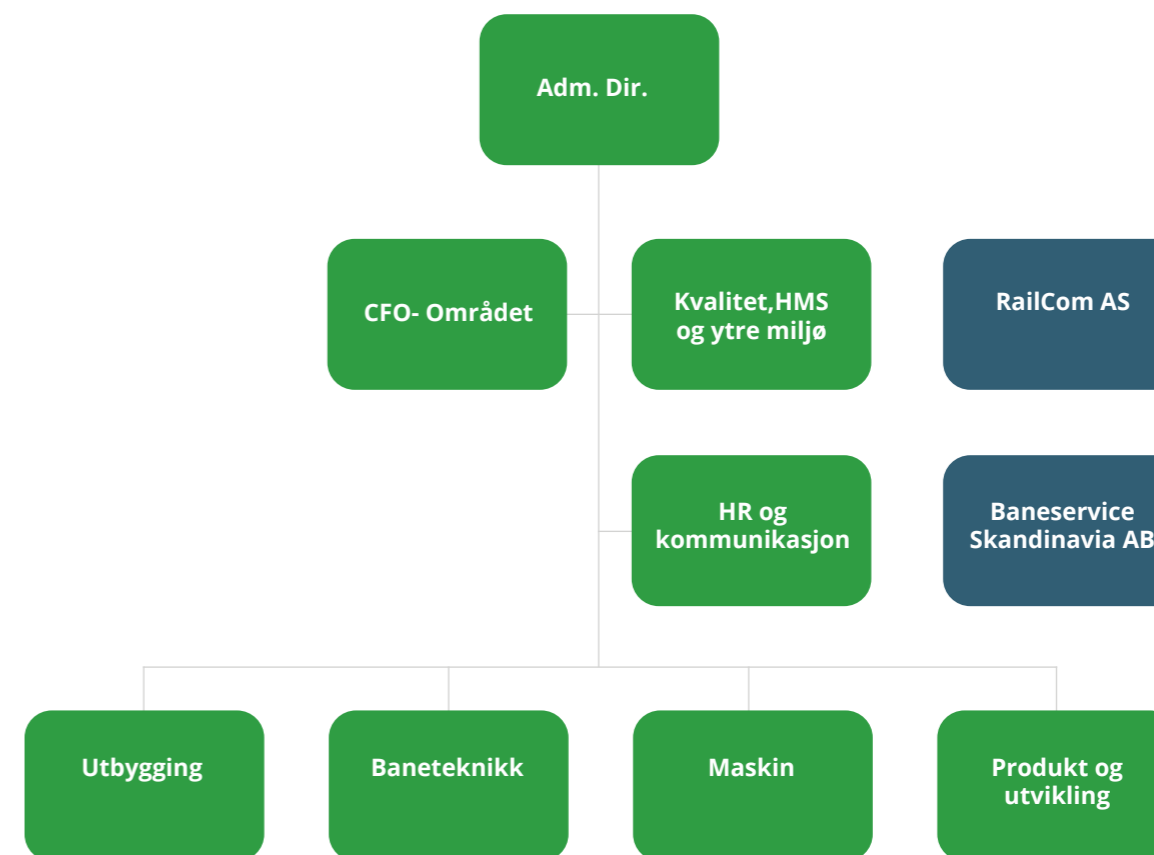 Adm. Dir.
CFO- Området
Kvalitet,HMS
og ytre miljø
RailCom AS
HR og
kommunikasjon
Baneservice
Skandinavia AB
Utbygging
Baneteknikk
Maskin
Produkt og
utvikling